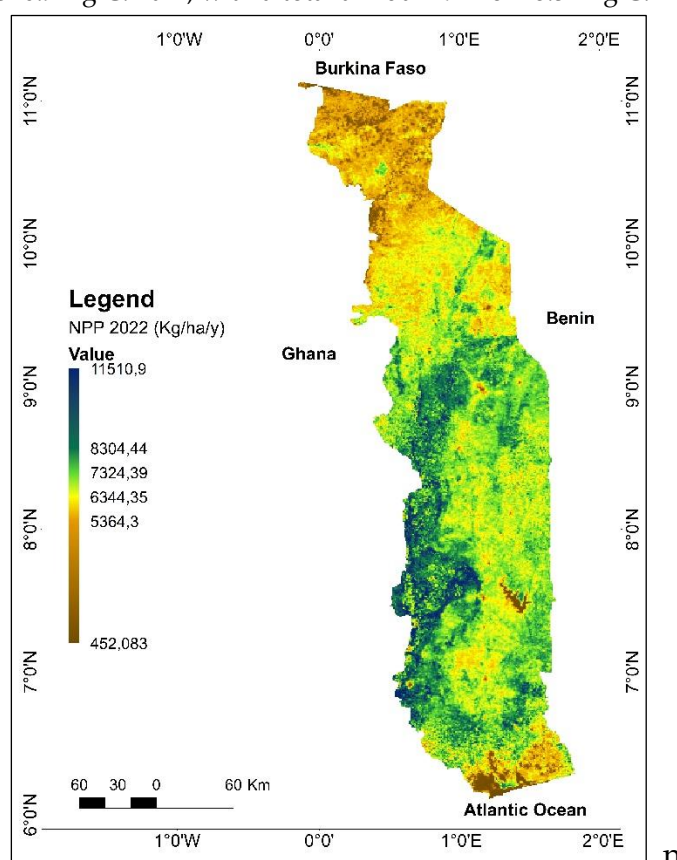 1°0'W 0°0' 1°0'E 2°0'E
Burkina Faso
11°0'N 11°0'N
10°0'N 10°0'N
Legend
NPP 2022 (Kg/ha/y)
Benin
Value
Ghana
11510,9
9°0'N 9°0'N
8304,44
7324,39
6344,35
5364,3
8°0'N 8°0'N
452,083
7°0'N 7°0'N
60 30 0 60 Km
Atlantic Ocean
6°0'N 6°0'N
1°0'W 0°0' 1°0'E 2°0'E